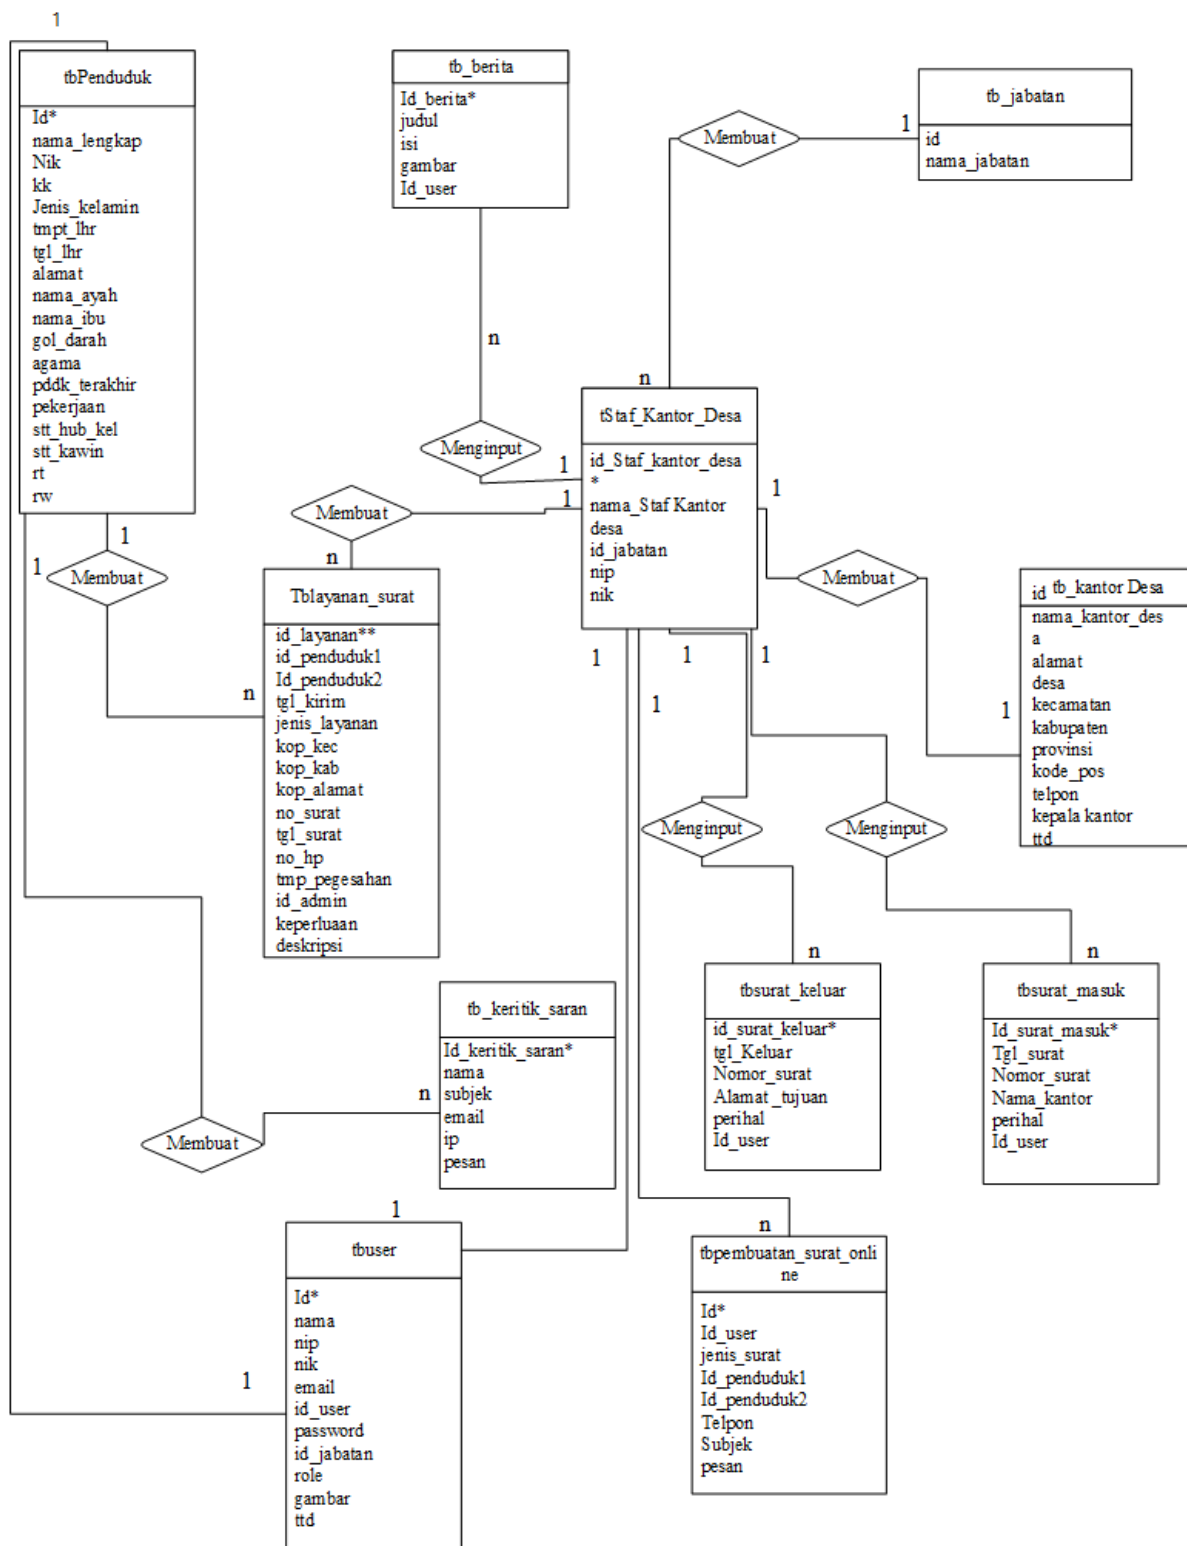 1
tbPenduduk
Id*
nama_lengkap
Nik
kk
Jenis_kelamin
tmpt_lhr
tgl_lhr
alamat
nama_ayah
nama_ibu
gol_darah
agama
pddk_terakhir
pekerjaan
stt_hub_kel
stt_kawin
rt
rw
tb_berita
Id_berita*
judul
isi
gambar
Id_user
Membuat
1
tb_jabatan
id
nama_jabatan
n
Menginput
1
n
tStaf_Kantor_Desa
id_Staf_kantor_desa
*
nama_Staf Kantor
desa
id_jabatan
nip
nik
1
Membuat
1
n
1
1
Membuat
n
Tblayanan_surat
id_layanan**
id_penduduk1
Id_penduduk2
tgl_kirim
jenis_layanan
kop_kec
kop_kab
kop_alamat
no_surat
tgl_surat
no_hp
tmp_pegesahan
id_admin
keperluaan
deskripsi
Membuat
1
id tb_kantor Desa
nama_kantor_des
a
alamat
desa
kecamatan
kabupaten
provinsi
kode_pos
telpon
kepala kantor
ttd
1
1
1
1
Menginput
Menginput
n
n
tbsurat_keluar
id_surat_keluar*
tgl_Keluar
Nomor_surat
Alamat_tujuan
perihal
Id_user
tbsurat_masuk
Id_surat_masuk*
Tgl_surat
Nomor_surat
Nama_kantor
perihal
Id_user
tb_keritik_saran
Id_keritik_saran*
nama
subjek
email
ip
pesan
n
Membuat
1
tbuser
Id*
nama
nip
nik
email
id_user
password
id_jabatan
role
gambar
ttd
1
n
tbpembuatan_surat_onli
ne
Id*
Id_user
jenis_surat
Id_penduduk1
Id_penduduk2
Telpon
Subjek
pesan